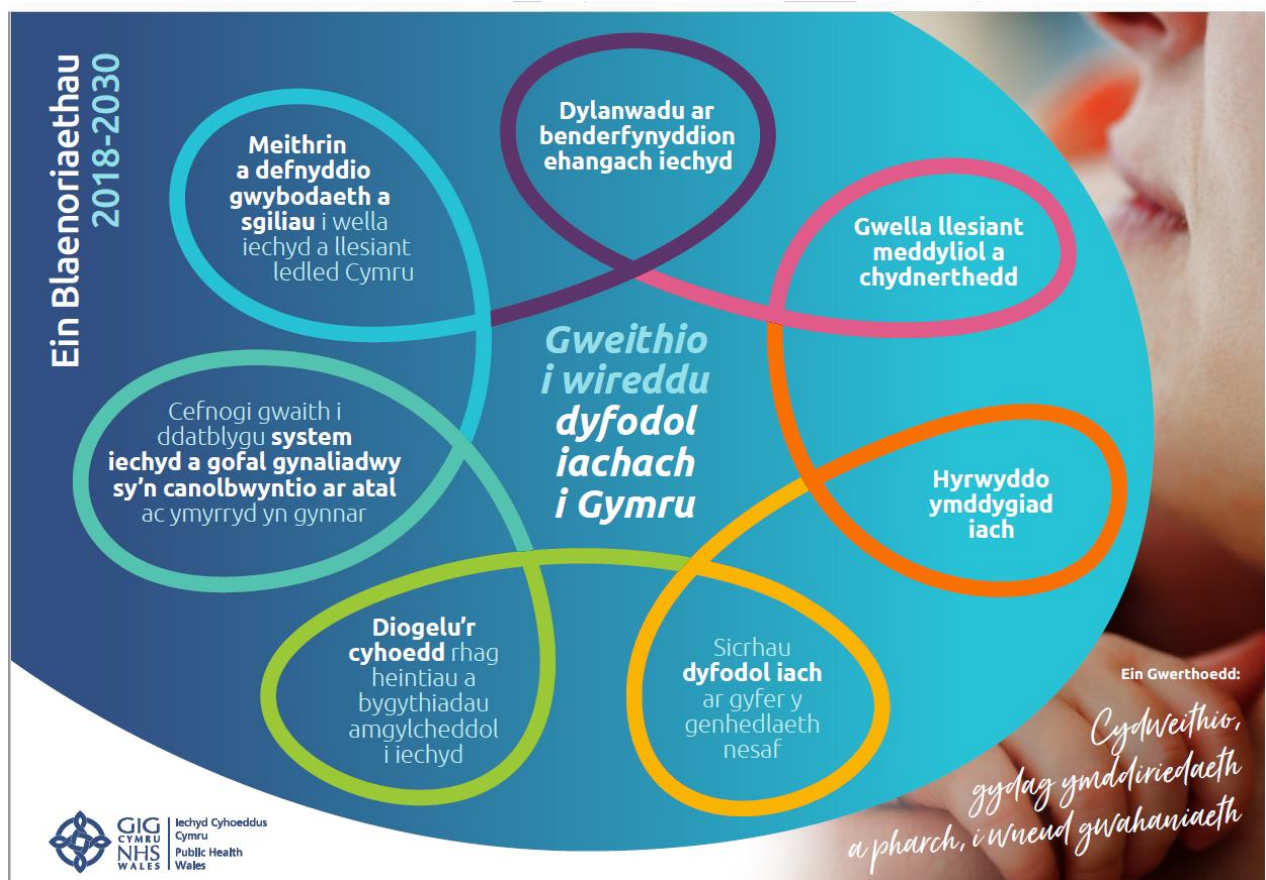 Ein Blaenoriaethau
2018-2030
Dylanwadu ar
benderfynyddion
ehangach iechyd
Gwella llesiant
meddyliol a
chydnerthedd
Hyrwyddo
ymddygiad
iach
Sicrhau
dyfodol iach
ar gyfer y
genhedlaeth
nesaf
Diogelu'r
cyhoedd rhag
heintiau a
bygythiadau
amgylcheddol
i iechyd
Cefnogi gwaith i
ddatblygu system
iechyd a gofal gynaliadwy
sy'n canolbwyntio ar atal
ac ymyrryd yn gynnar
Meithrin
a defnyddio
gwybodaeth a
sgiliau i wella
iechyd a llesiant
ledled Cymru
Gweithio
i wireddu
dyfodol
iachach
i Gymru
Ein Gwerthoedd:
Cydweithio,
gydag ymddiriedaeth
a pharch, i wneud gwahaniaeth
GIG
CYMRU
NHS
WALES
Iechyd Cyhoeddus
Cymru
Public Health
Wales